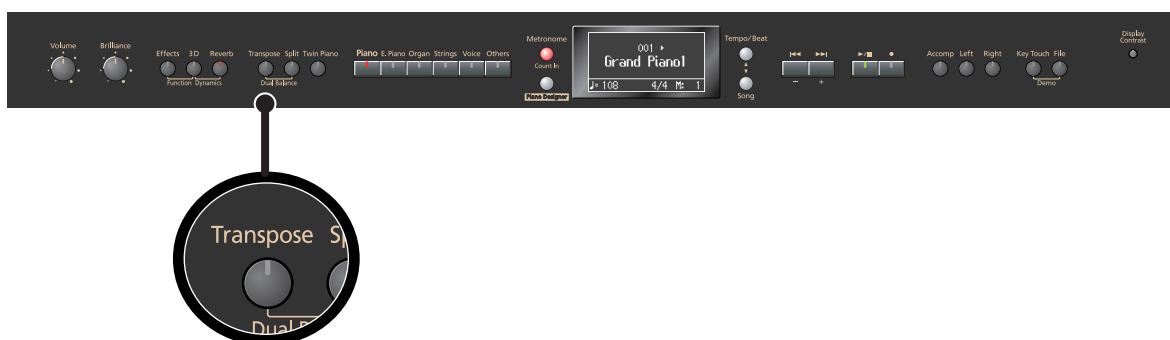 Volume
Brilliance
Effects 3D Reverb
Function Dynamics
Transpose Split Twin Piano
Dual Balance
Piano E. Piano Organ Strings Voice Others
Metronome
Count In
Piano Designer
001
Grand Piano1
♩= 108 4/4 M: 1
Tempo/Beat
Song
− +
Accomp Left Right
Key Touch File
Demo
Display
Contrast
Transpose Sp
Dual B